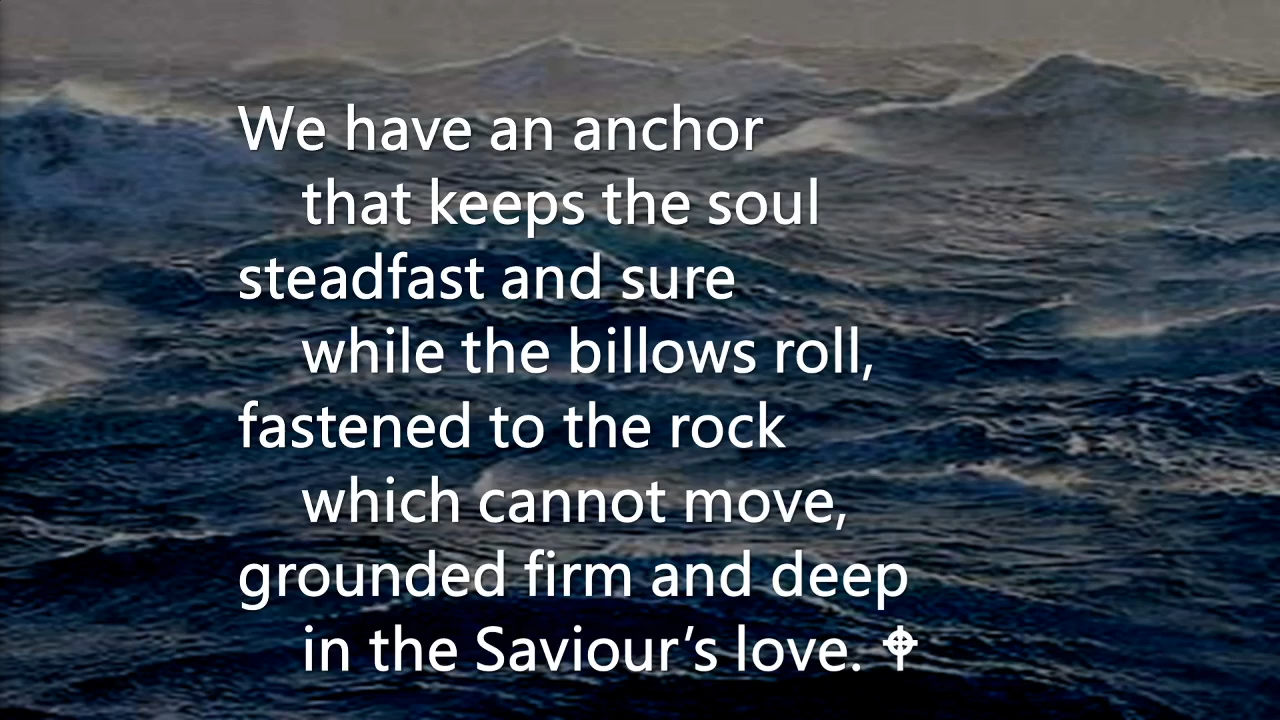 We have an anchor
that keeps the soul
steadfast and sure
while the billows roll,
fastened to the rock
which cannot move,
grounded firm and deep
in the Saviour’s love. 🕈